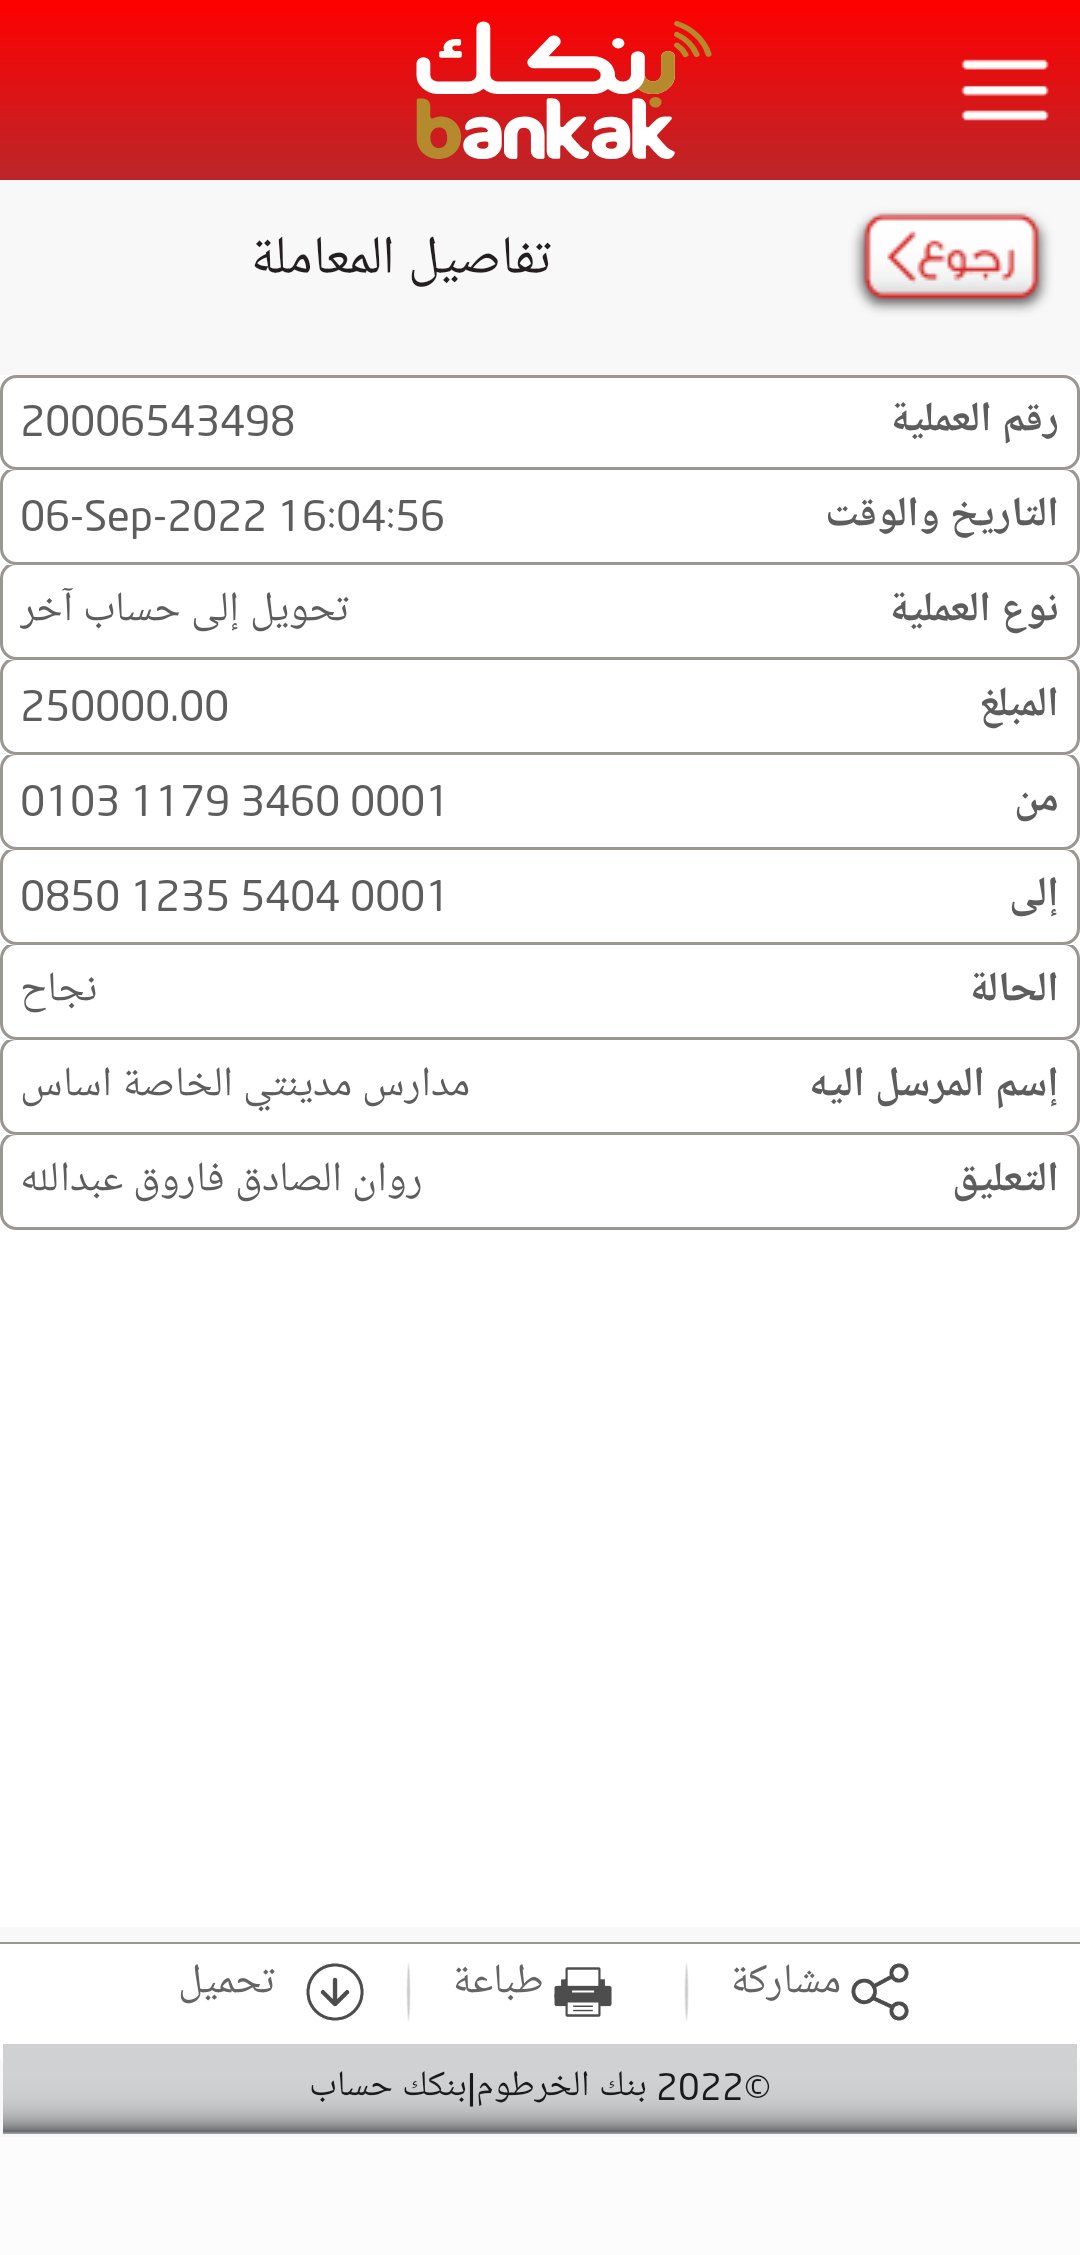 بنكك
bankak
رجوع
تفاصيل المعاملة
رقم العملية 20006543498
التاريخ والوقت 06-Sep-2022 16:04:56
نوع العملية تحويل إلى حساب آخر
المبلغ 250000.00
من 0103 1179 3460 0001
إلى 0850 1235 5404 0001
الحالة نجاح
إسم المرسل اليه مدارس مدينتي الخاصة اساس
التعليق روان الصادق فاروق عبدالله
مشاركة طباعة تحميل
©2022 بنك الخرطوم|بنكك حساب